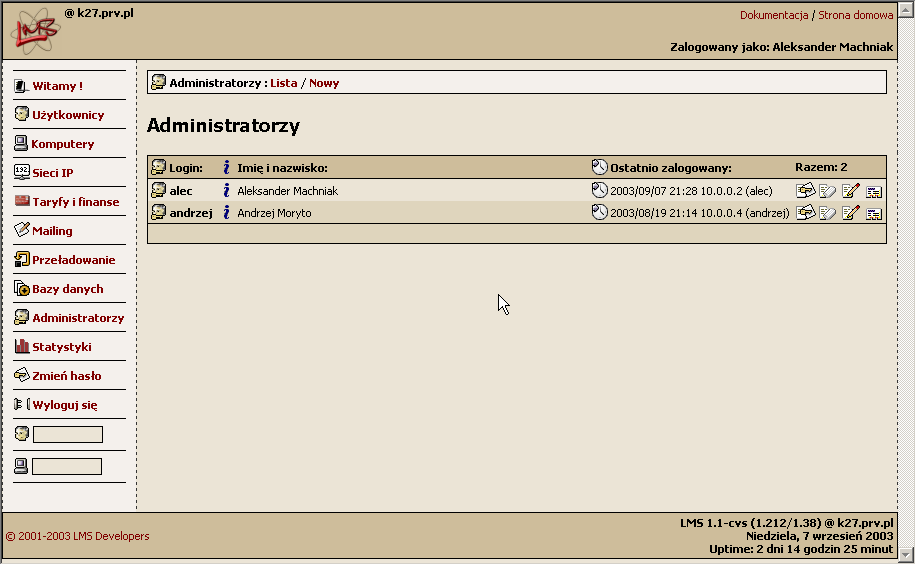 LMS @ k27.prv.pl
Dokumentacja / Strona domowa
Zalogowany jako: Aleksander Machniak
Witamy !
Użytkownicy
Komputery
Sieci IP
Taryfy i finanse
Mailing
Przeładowanie
Bazy danych
Administratorzy
Statystyki
Zmień hasło
Wyloguj się
Administratorzy : Lista / Nowy
Administratorzy
Login: Imię i nazwisko: Ostatnio zalogowany: Razem: 2
alec Aleksander Machniak 2003/09/07 21:28 10.0.0.2 (alec)
andrzej Andrzej Moryto 2003/08/19 21:14 10.0.0.4 (andrzej)
© 2001-2003 LMS Developers
LMS 1.1-cvs (1.212/1.38) @ k27.prv.pl
Niedziela, 7 wrzesień 2003
Uptime: 2 dni 14 godzin 25 minut